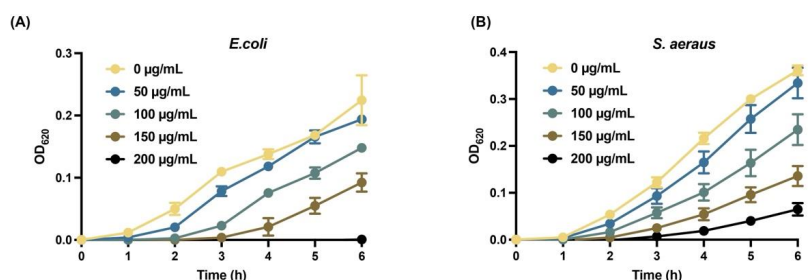 (A)
E.coli
0.3
0.2
0.1
0.0
OD620
0 μg/mL
50 μg/mL
100 μg/mL
150 μg/mL
200 μg/mL
0 1 2 3 4 5 6
Time (h)
(B)
S. aeraus
0.4
0.3
0.2
0.1
0.0
OD620
0 μg/mL
50 μg/mL
100 μg/mL
150 μg/mL
200 μg/mL
0 1 2 3 4 5 6
Time (h)